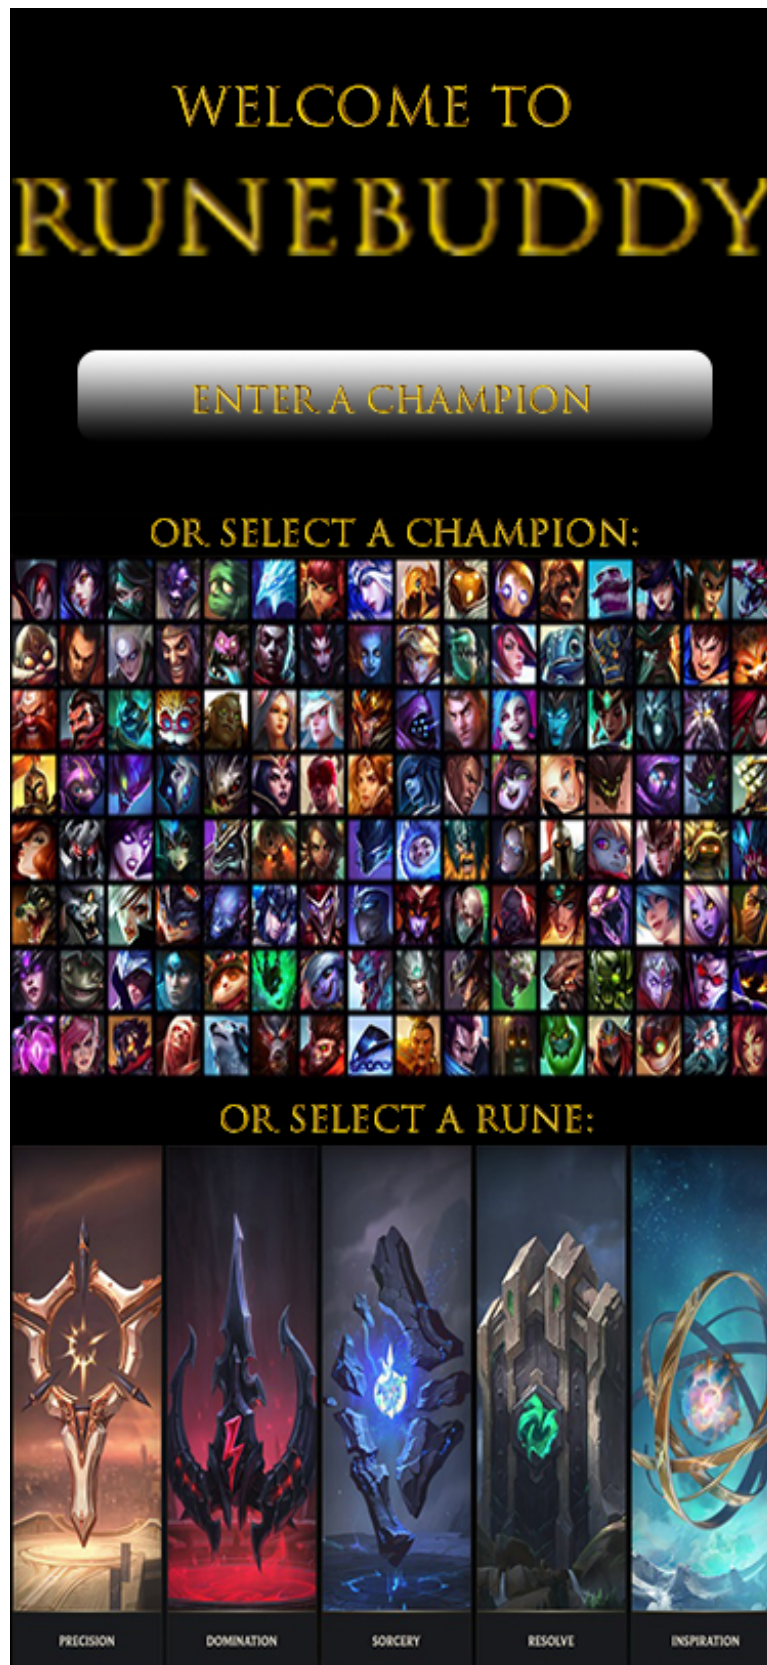 WELCOME TO
RUNEBUDDY
ENTER A CHAMPION
OR SELECT A CHAMPION:
OR SELECT A RUNE:
PRECISION
DOMINATION
SORCERY
RESOLVE
INSPIRATION